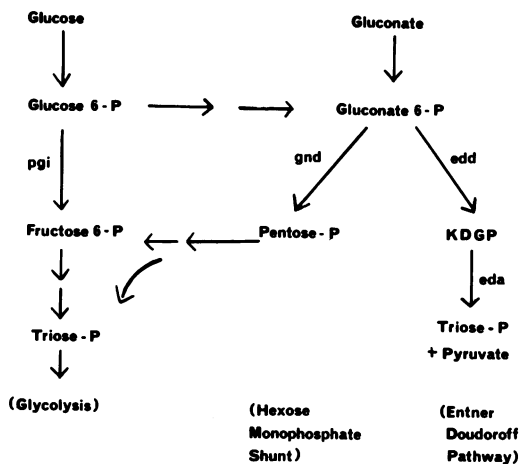 Glucose
Gluconate
Glucose 6-P
Gluconate 6-P
pgi
gnd
edd
Fructose 6-P
Pentose-P
KDGP
eda
Triose-P
Triose-P
+ Pyruvate
(Glycolysis)
(Hexose
Monophosphate
Shunt)
(Entner
Doudoroff
Pathway)